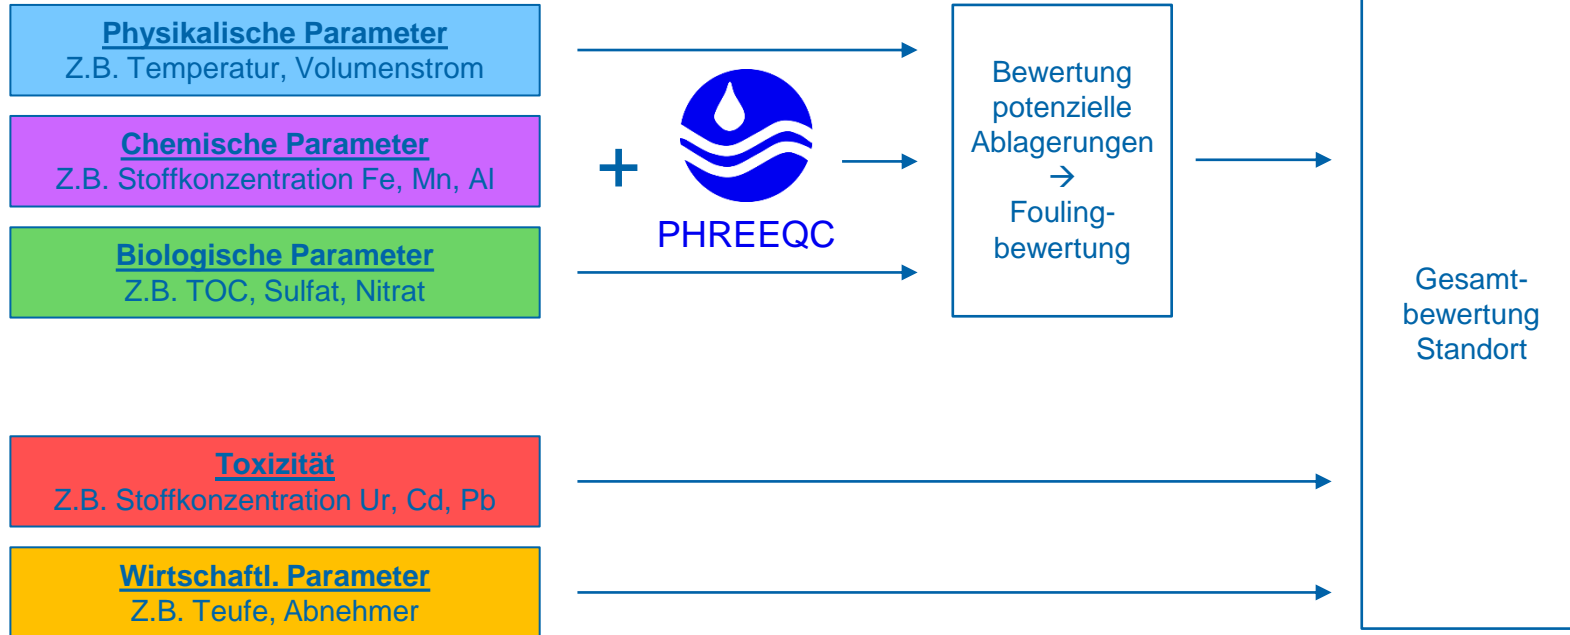 Physikalische Parameter
Z.B. Temperatur, Volumenstrom
Chemische Parameter
Z.B. Stoffkonzentration Fe, Mn, Al
Biologische Parameter
Z.B. TOC, Sulfat, Nitrat
+
PHREEQC
Bewertung
potenzielle
Ablagerungen
→
Fouling-
bewertung
Toxizität
Z.B. Stoffkonzentration Ur, Cd, Pb
Wirtschaftl. Parameter
Z.B. Teufe, Abnehmer
Gesamt-
bewertung
Standort